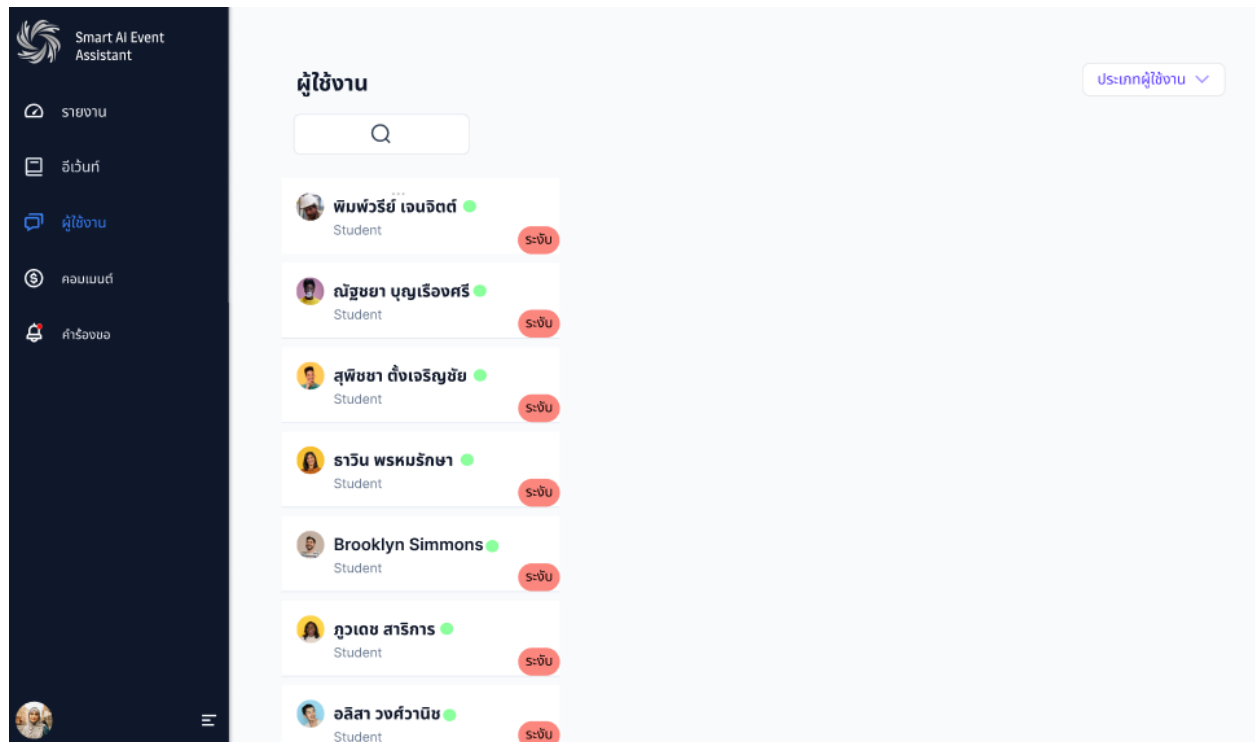 Smart AI Event
Assistant
รายงาน
อีเว้นท์
ผู้ใช้งาน
คอมเมนต์
คำร้องขอ
ผู้ใช้งาน
ประเภทผู้ใช้งาน
พิมพ์วรีย์ เจนจิตต์
Student
ระงับ
ณัฐชยา บุญเรืองศรี
Student
ระงับ
สุพิชชา ตั้งเจริญชัย
Student
ระงับ
ธาวิน พรหมรักษา
Student
ระงับ
Brooklyn Simmons
Student
ระงับ
ภูวเดช สาริการ
Student
ระงับ
อลิสา วงศ์วานิช
Student
ระงับ